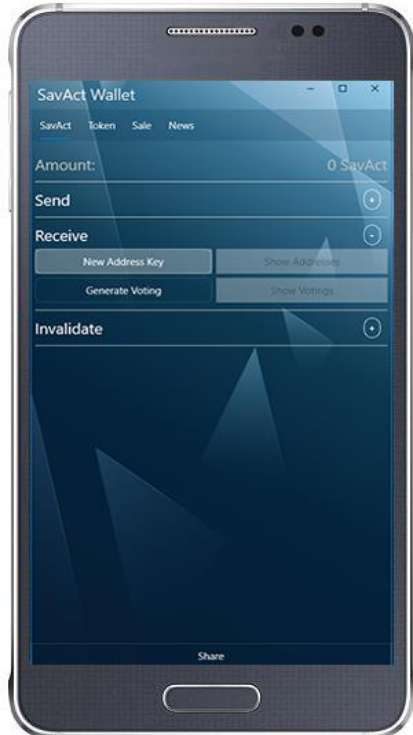 SavAct Wallet
SavAct Token Sale News
Amount: 0 SavAct
Send +
Receive -
New Address Key Show Addresses
Generate Voting Show Votings
Invalidate +
Share